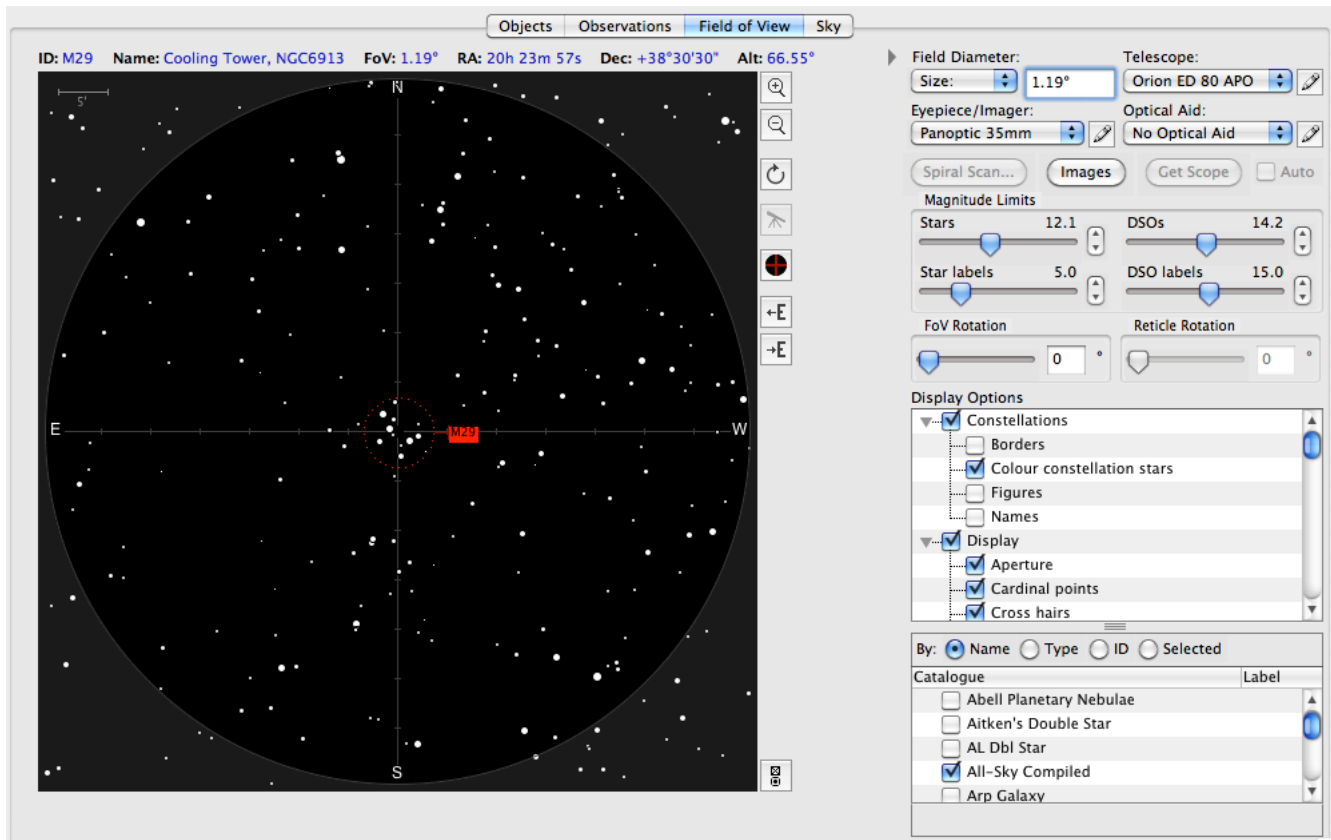 Objects Observations Field of View Sky
ID: M29 Name: Cooling Tower, NGC6913 FoV: 1.19° RA: 20h 23m 57s Dec: +38°30'30" Alt: 66.55°
5'
N
E
W
S
M29
Field Diameter: Telescope:
Size: 1.19° Orion ED 80 APO
Eyepiece/Imager: Optical Aid:
Panoptic 35mm No Optical Aid
Spiral Scan... Images Get Scope Auto
Magnitude Limits
Stars 12.1 DSOs 14.2
Star labels 5.0 DSO labels 15.0
FoV Rotation Reticle Rotation
0 ° 0 °
Display Options
Constellations
Borders
Colour constellation stars
Figures
Names
Display
Aperture
Cardinal points
Cross hairs
By: Name Type ID Selected
Catalogue Label
Abell Planetary Nebulae
Aitken's Double Star
AL Dbl Star
All-Sky Compiled
Arp Galaxy
←E
→E